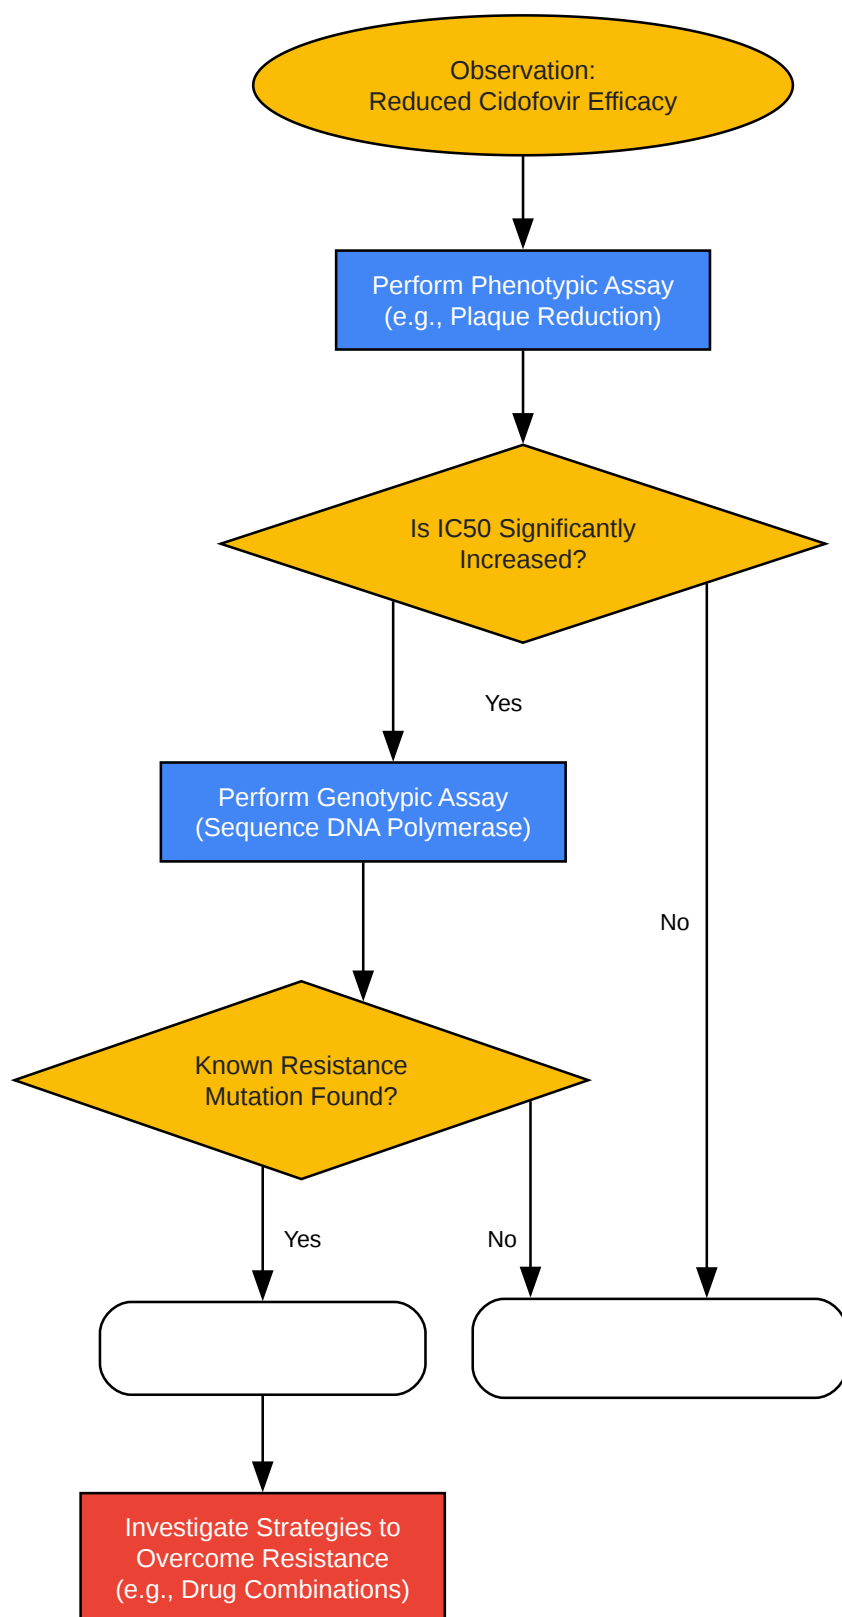 Observation:
Reduced Cidofovir Efficacy
Perform Phenotypic Assay
(e.g., Plaque Reduction)
Is IC50 Significantly
Increased?
Yes
Perform Genotypic Assay
(Sequence DNA Polymerase)
No
Known Resistance
Mutation Found?
Yes
No
Investigate Strategies to
Overcome Resistance
(e.g., Drug Combinations)